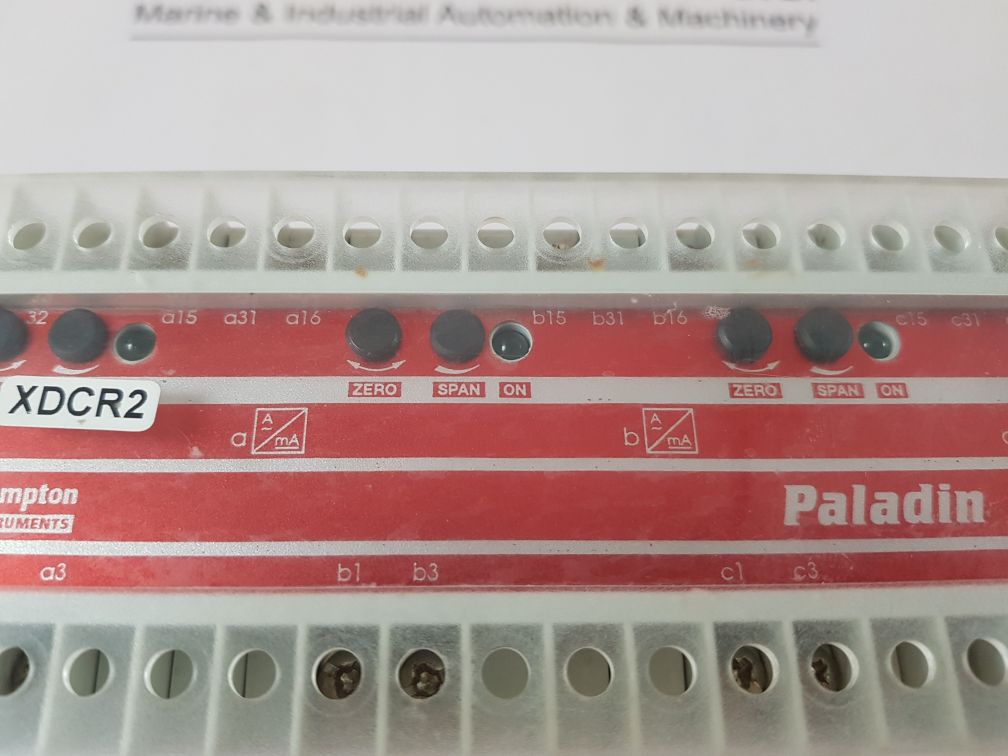 Marine & Industrial Automation & Machinery
32 a15 a31 a16 b15 b31 b16 c15 c31
ZERO SPAN ON ZERO SPAN ON
XDCR2
a A ~ mA b A ~ mA
mpton
RUMENTS
Paladin
a3 b1 b3 c1 c3